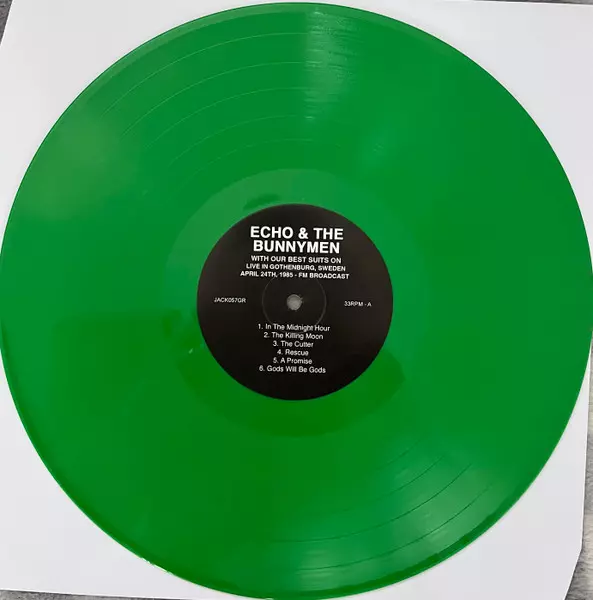 ECHO & THE
BUNNYMEN
WITH OUR BEST SUITS ON
LIVE IN GOTHENBURG, SWEDEN
APRIL 24TH, 1985 - FM BROADCAST
JACK057GR 33RPM - A
1. In The Midnight Hour
2. The Killing Moon
3. The Cutter
4. Rescue
5. A Promise
6. Gods Will Be Gods